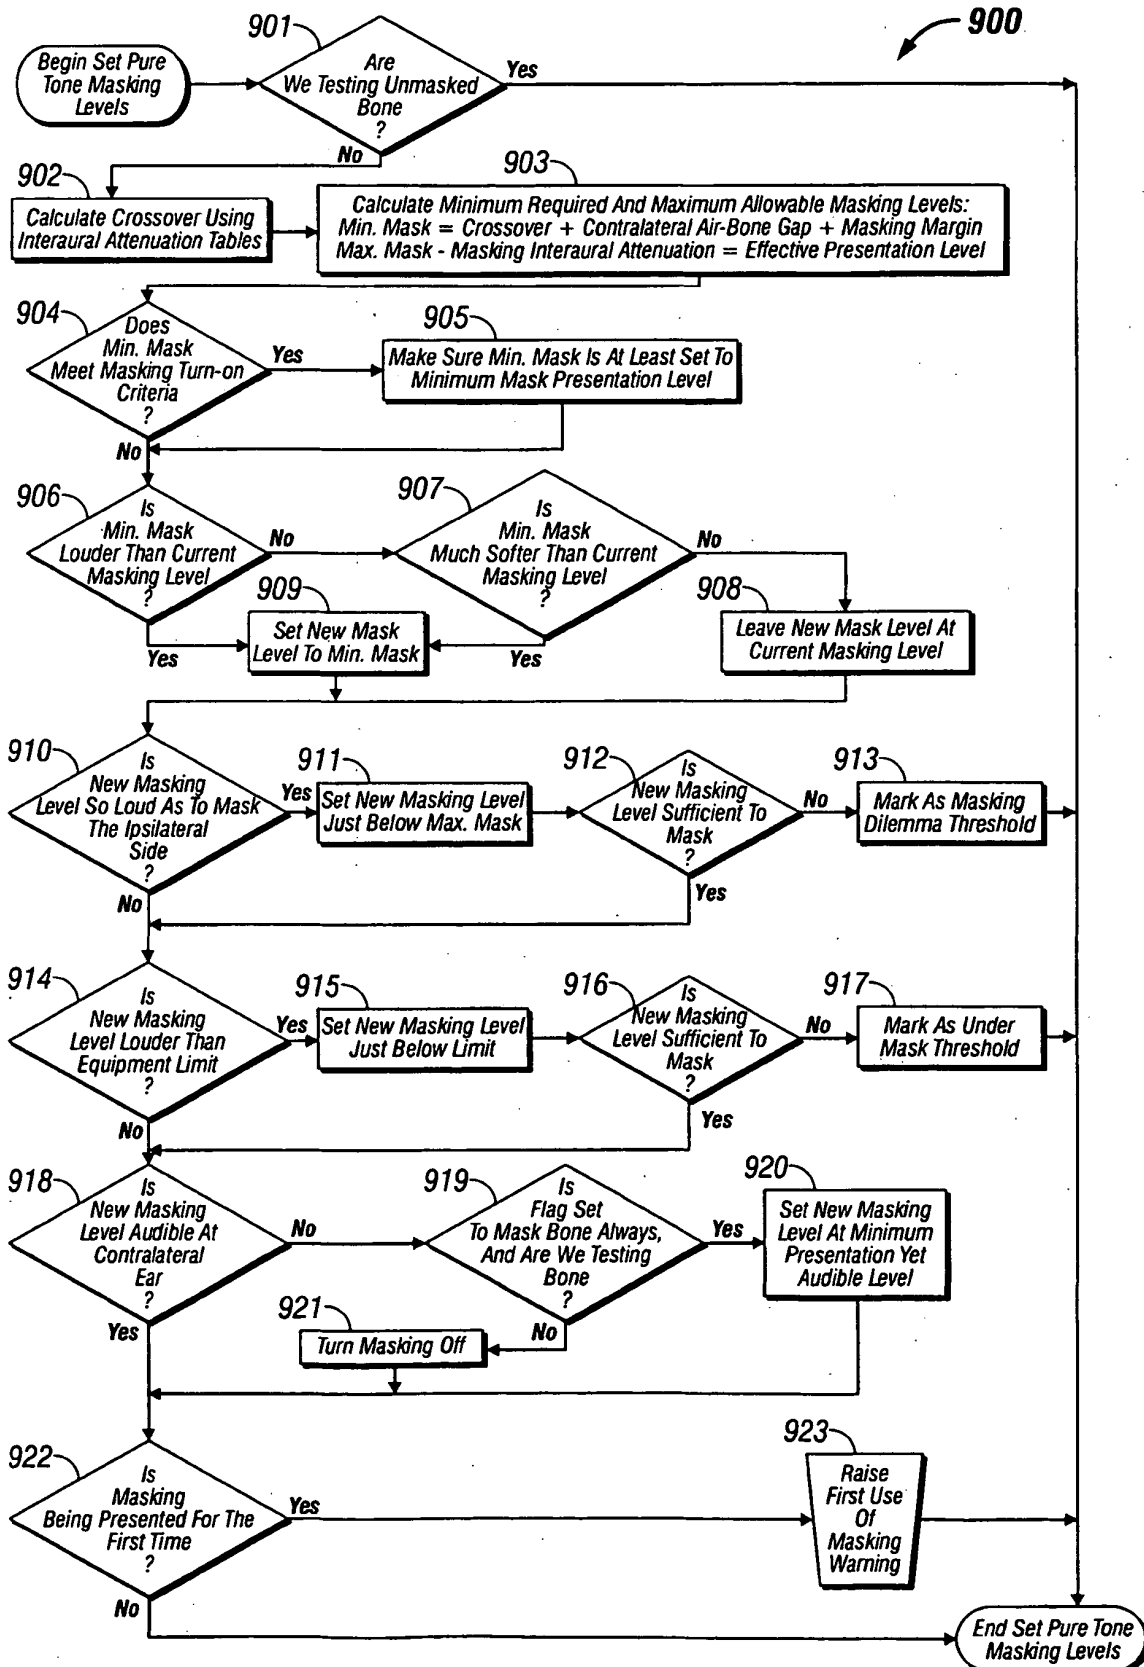 900
901
Begin Set Pure
Tone Masking
Levels
Are
We Testing Unmasked
Bone
?
Yes
No
902
Calculate Crossover Using
Interaural Attenuation Tables
903
Calculate Minimum Required And Maximum Allowable Masking Levels:
Min. Mask = Crossover + Contralateral Air-Bone Gap + Masking Margin
Max. Mask - Masking Interaural Attenuation = Effective Presentation Level
904
Does
Min. Mask
Meet Masking Turn-on
Criteria
?
Yes
No
905
Make Sure Min. Mask Is At Least Set To
Minimum Mask Presentation Level
906
Is
Min. Mask
Louder Than Current
Masking Level
?
No
Yes
907
Is
Min. Mask
Much Softer Than Current
Masking Level
?
No
Yes
909
Set New Mask
Level To Min. Mask
908
Leave New Mask Level At
Current Masking Level
910
Is
New Masking
Level So Loud As To Mask
The Ipsilateral
Side
?
Yes
No
911
Set New Masking Level
Just Below Max. Mask
912
Is
New Masking
Level Sufficient To
Mask
?
No
Yes
913
Mark As Masking
Dilemma Threshold
914
Is
New Masking
Level Louder Than
Equipment Limit
?
Yes
No
915
Set New Masking Level
Just Below Limit
916
Is
New Masking
Level Sufficient To
Mask
?
No
Yes
917
Mark As Under
Mask Threshold
918
Is
New Masking
Level Audible At
Contralateral
Ear
?
No
Yes
919
Is
Flag Set
To Mask Bone Always,
And Are We Testing
Bone
?
Yes
No
920
Set New Masking
Level At Minimum
Presentation Yet
Audible Level
921
Turn Masking Off
922
Is
Masking
Being Presented For The
First Time
?
Yes
No
923
Raise
First Use
Of
Masking
Warning
End Set Pure Tone
Masking Levels